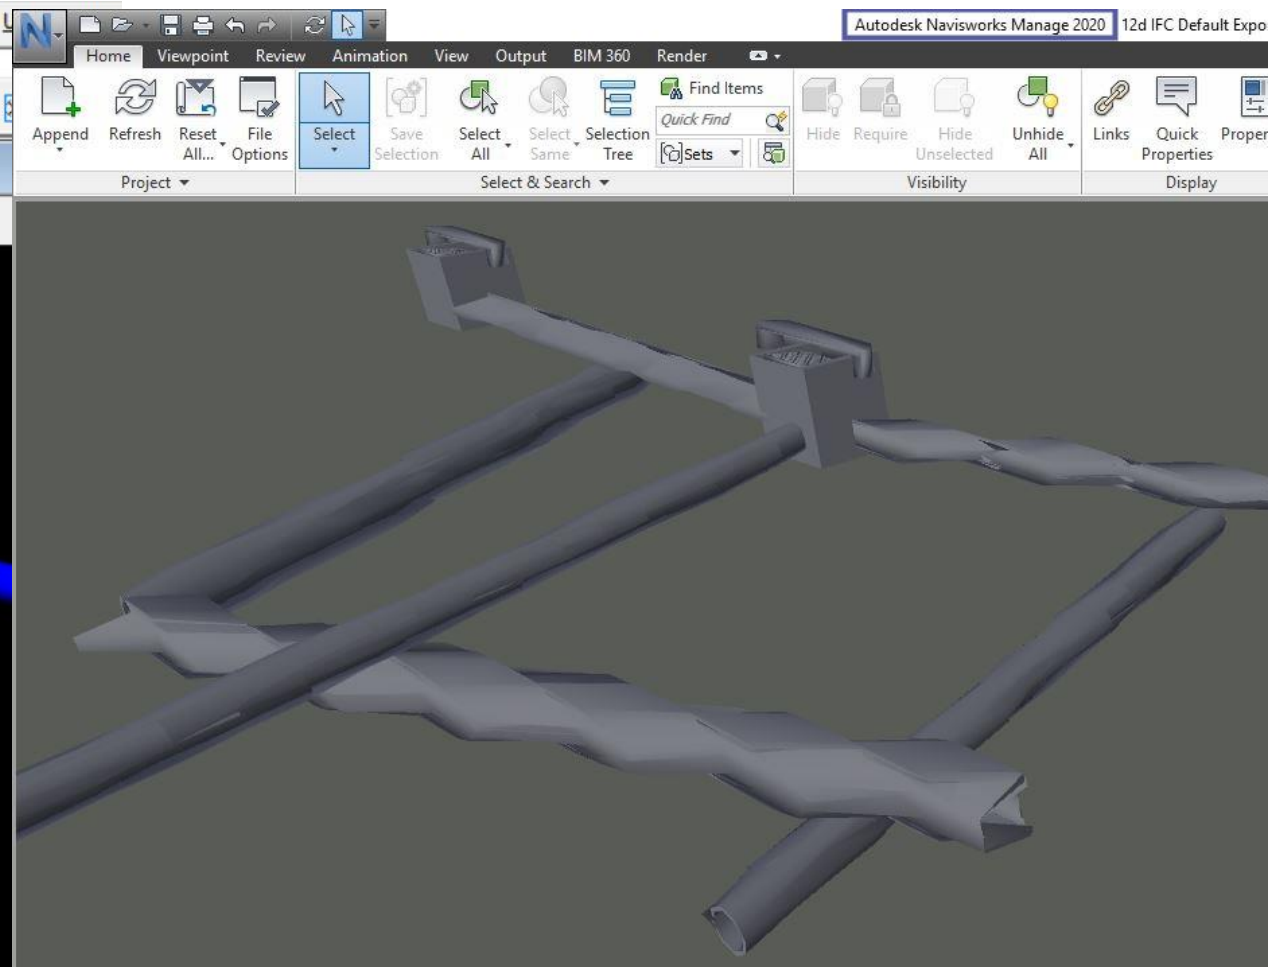 Autodesk Navisworks Manage 2020 12d IFC Default Expo
Home Viewpoint Review Animation View Output BIM 360 Render
Append
Refresh
Reset All...
File Options
Select
Save Selection
Select All
Select Same
Selection Tree
Find Items
Quick Find
Sets
Hide
Require
Hide Unselected
Unhide All
Links
Quick Properties
Proper
Project
Select & Search
Visibility
Display